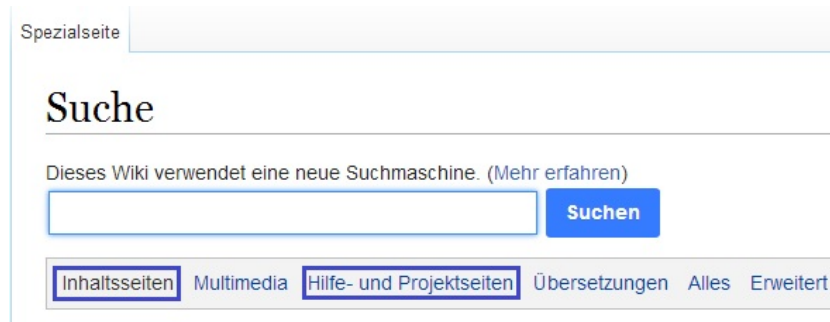 Spezialseite
Suche
Dieses Wiki verwendet eine neue Suchmaschine. (Mehr erfahren)
Suchen
Inhaltsseiten Multimedia Hilfe- und Projektseiten Übersetzungen Alles Erweitert